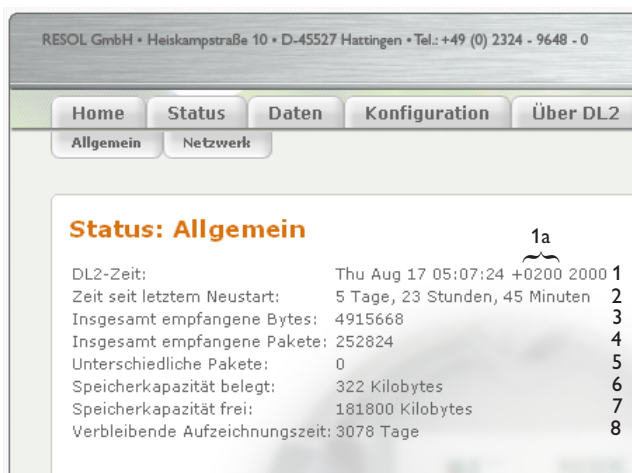 RESOL GmbH • Heiskampstraße 10 • D-45527 Hattingen • Tel.: +49 (0) 2324 - 9648 - 0
Home Status Daten Konfiguration Über DL2
Allgemein Netzwerk
Status: Allgemein
1a
DL2-Zeit: Thu Aug 17 05:07:24 +0200 2000 1
Zeit seit letztem Neustart: 5 Tage, 23 Stunden, 45 Minuten 2
Insgesamt empfangene Bytes: 4915668 3
Insgesamt empfangene Pakete: 252824 4
Unterschiedliche Pakete: 0 5
Speicherkapazität belegt: 322 Kilobytes 6
Speicherkapazität frei: 181800 Kilobytes 7
Verbleibende Aufzeichnungszeit: 3078 Tage 8